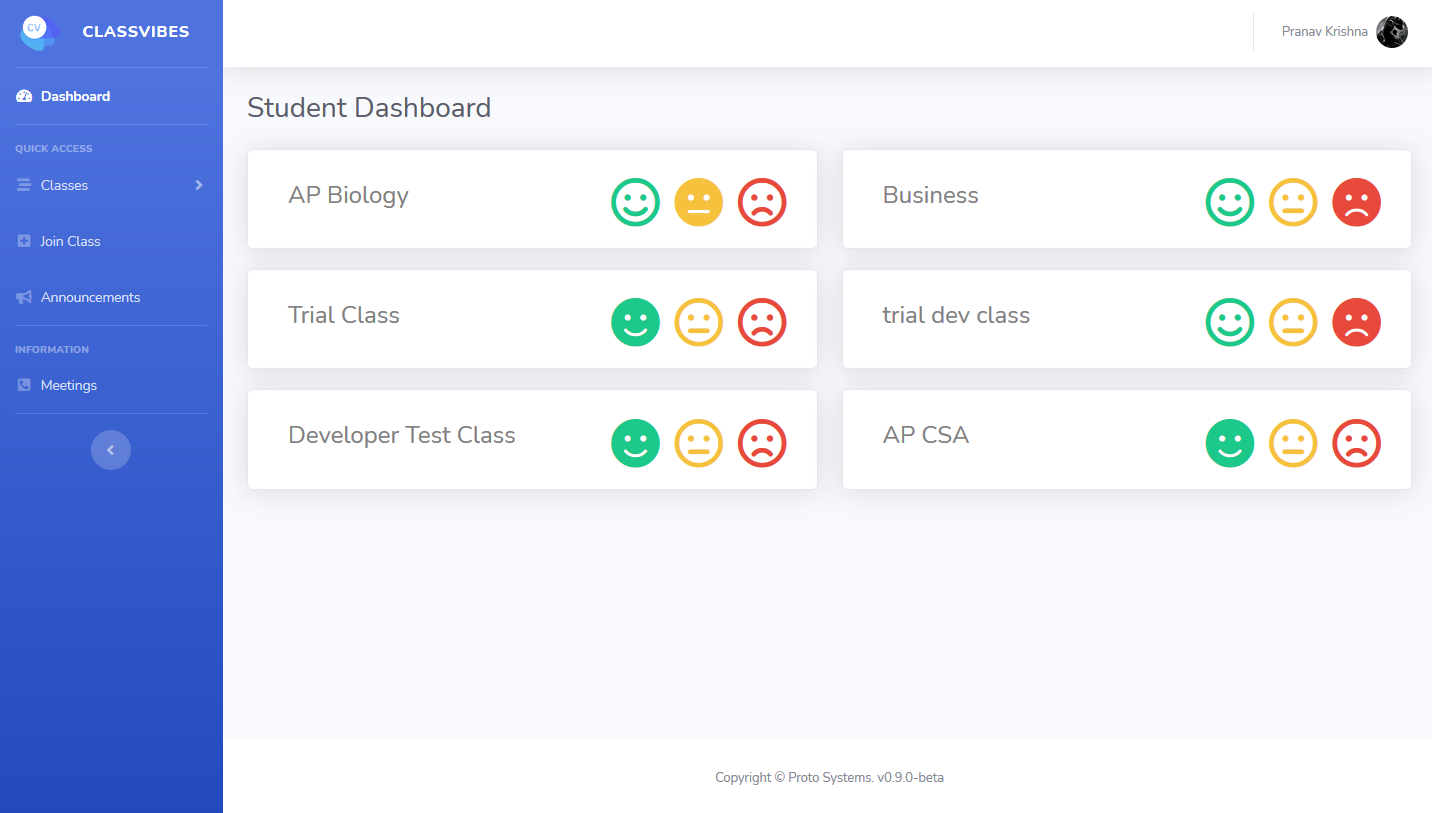 CV
CLASSVIBES
Pranav Krishna
Dashboard
QUICK ACCESS
Classes
Join Class
Announcements
INFORMATION
Meetings
Student Dashboard
AP Biology
Business
Trial Class
trial dev class
Developer Test Class
AP CSA
Copyright © Proto Systems. v0.9.0-beta